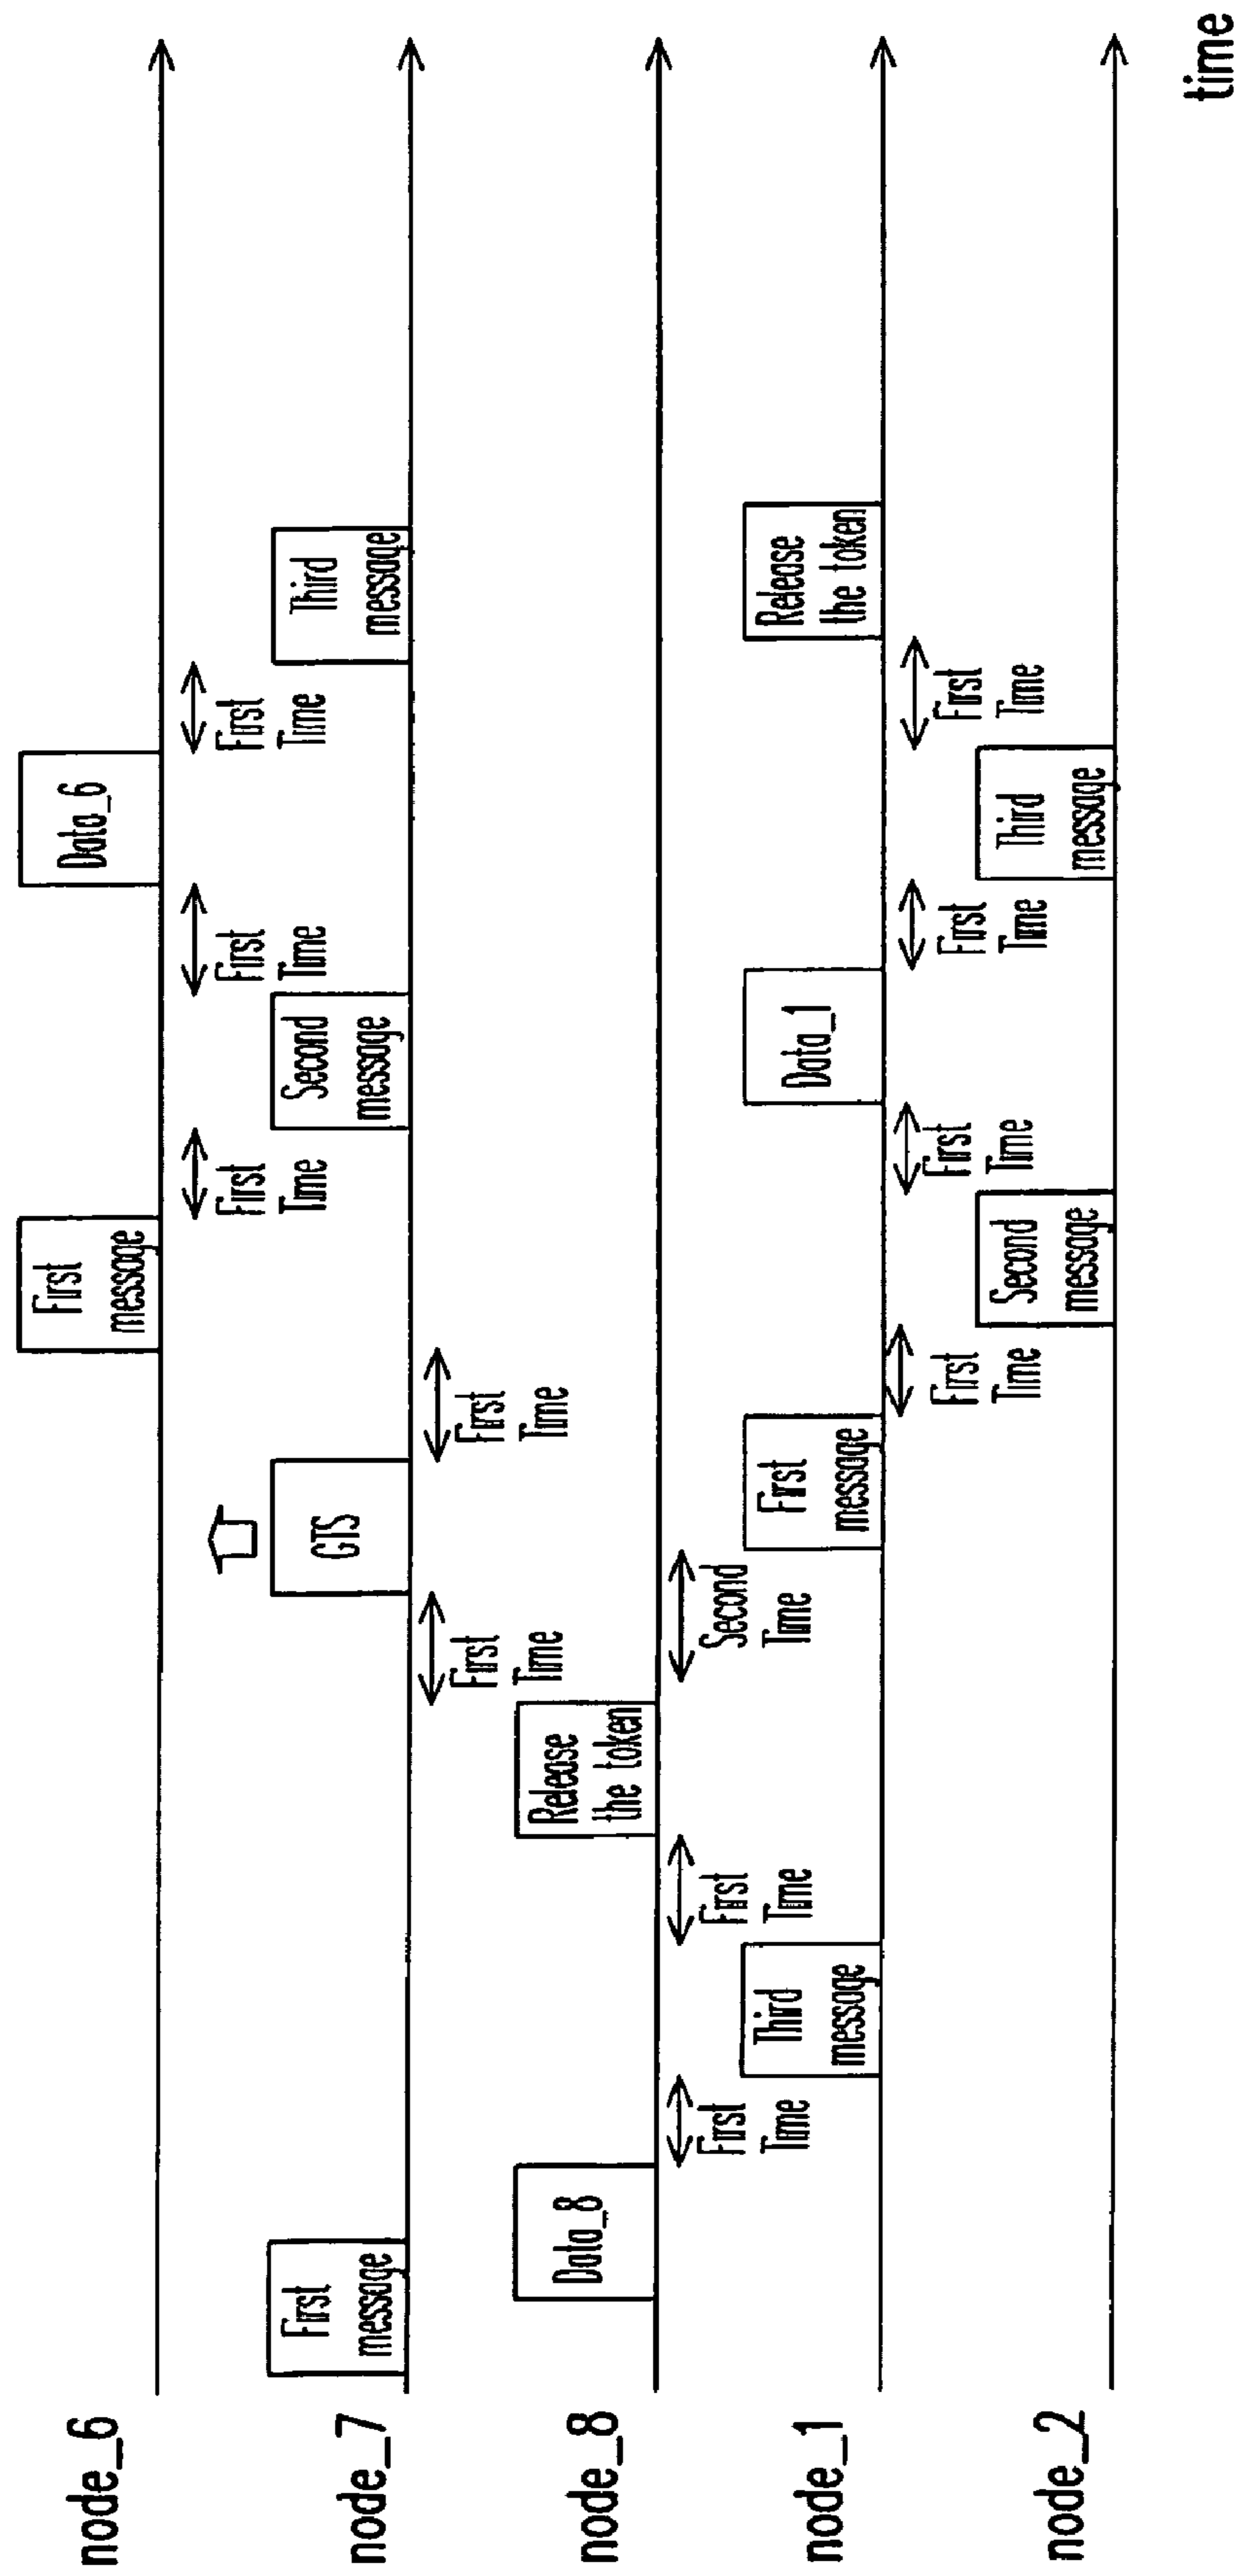 node_6
First
message
Data_6
First
Time
First
Time
First
Time
node_7
First
message
CTS
Second
message
Third
message
First
Time
First
Time
node_8
Data_8
Release
the token
First
Time
First
Time
Second
Time
node_1
Third
message
First
message
Data_1
Release
the token
First
Time
First
Time
First
Time
First
Time
node_2
Second
message
Third
message
time